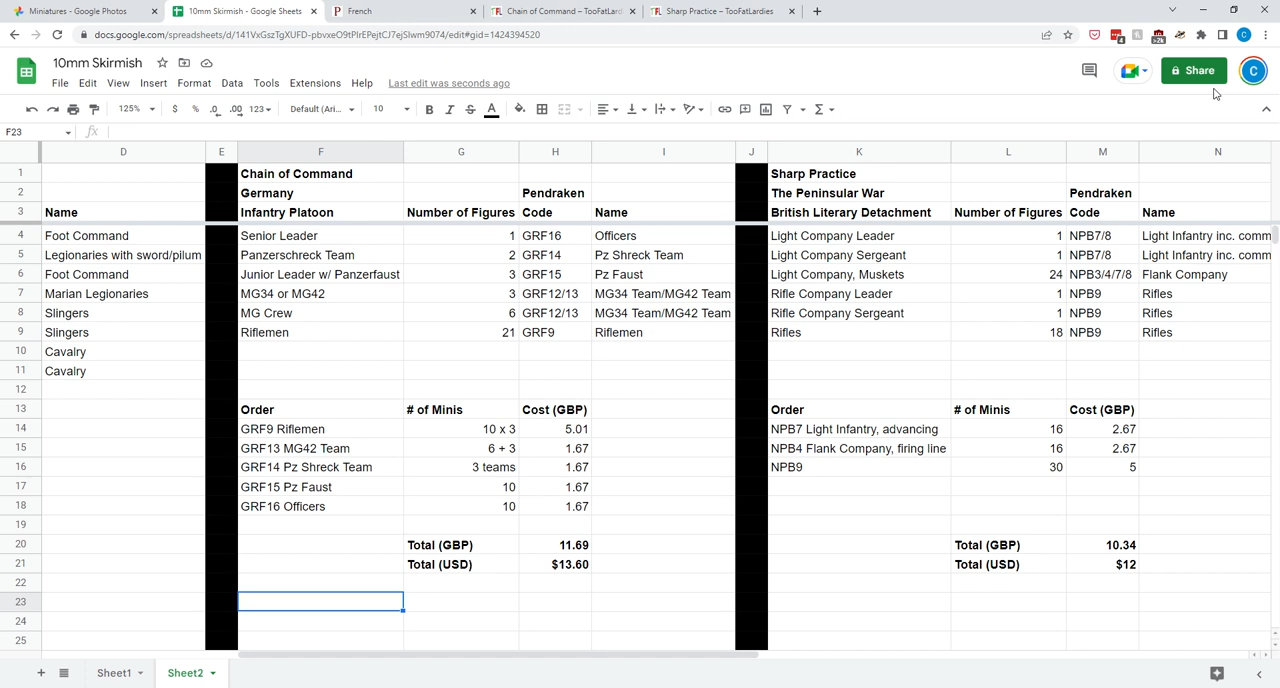 Miniatures - Google Photos
10mm Skirmish - Google Sheets
French
Chain of Command – TooFatLard
Sharp Practice – TooFatLardies
docs.google.com/spreadsheets/d/141VxGszTgXUFD-pbvxeO9tPlrEPejtCJ7ejSlwm9074/edit#gid=1424394520
10mm Skirmish
Share
C
File Edit View Insert Format Data Tools Extensions Help Last edit was seconds ago
125% $ % .0 .00 123 Default (Ari... 10 B I S A
F23 fx
D E F G H I J K L M N
1 Chain of Command Sharp Practice
2 Germany Pendraken The Peninsular War Pendraken
3 Name Infantry Platoon Number of Figures Code Name British Literary Detachment Number of Figures Code Name
4 Foot Command Senior Leader 1 GRF16 Officers Light Company Leader 1 NPB7/8 Light Infantry inc. comm
5 Legionaries with sword/pilum Panzerschreck Team 2 GRF14 Pz Shreck Team Light Company Sergeant 1 NPB7/8 Light Infantry inc. comm
6 Foot Command Junior Leader w/ Panzerfaust 3 GRF15 Pz Faust Light Company, Muskets 24 NPB3/4/7/8 Flank Company
7 Marian Legionaries MG34 or MG42 3 GRF12/13 MG34 Team/MG42 Team Rifle Company Leader 1 NPB9 Rifles
8 Slingers MG Crew 6 GRF12/13 MG34 Team/MG42 Team Rifle Company Sergeant 1 NPB9 Rifles
9 Slingers Riflemen 21 GRF9 Riflemen Rifles 18 NPB9 Rifles
10 Cavalry
11 Cavalry
12
13 Order # of Minis Cost (GBP) Order # of Minis Cost (GBP)
14 GRF9 Riflemen 10 x 3 5.01 NPB7 Light Infantry, advancing 16 2.67
15 GRF13 MG42 Team 6 + 3 1.67 NPB4 Flank Company, firing line 16 2.67
16 GRF14 Pz Shreck Team 3 teams 1.67 NPB9 30 5
17 GRF15 Pz Faust 10 1.67
18 GRF16 Officers 10 1.67
19
20 Total (GBP) 11.69 Total (GBP) 10.34
21 Total (USD) $13.60 Total (USD) $12
22
23
24
25
Sheet1 Sheet2